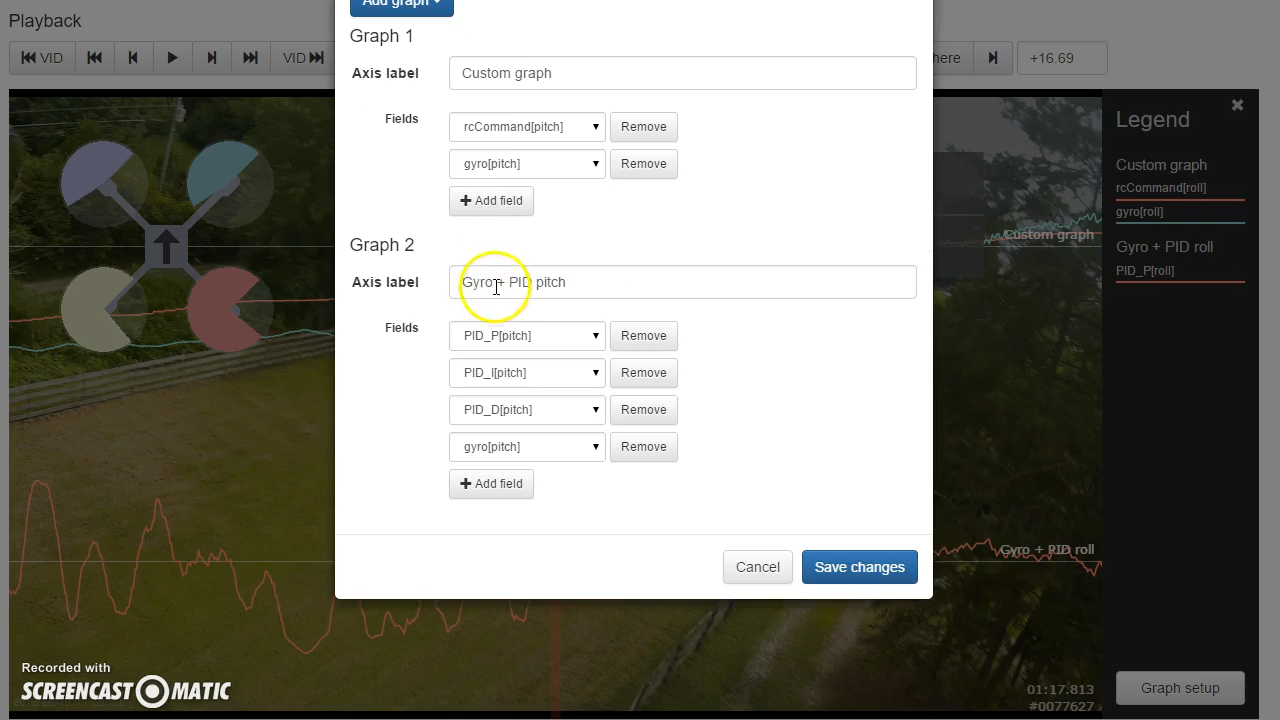 Playback
VID
VID
here
+16.69
Add graph
Graph 1
Axis label
Custom graph
Fields
rcCommand[pitch]
Remove
gyro[pitch]
Remove
Add field
Graph 2
Axis label
Gyro + PID pitch
Fields
PID_P[pitch]
Remove
PID_I[pitch]
Remove
PID_D[pitch]
Remove
gyro[pitch]
Remove
Add field
Cancel
Save changes
Legend
Custom graph
rcCommand[roll]
gyro[roll]
Gyro + PID roll
PID_P[roll]
Custom graph
Gyro + PID roll
01:17.813
#0077627
Graph setup
Recorded with
SCREENCAST MATIC